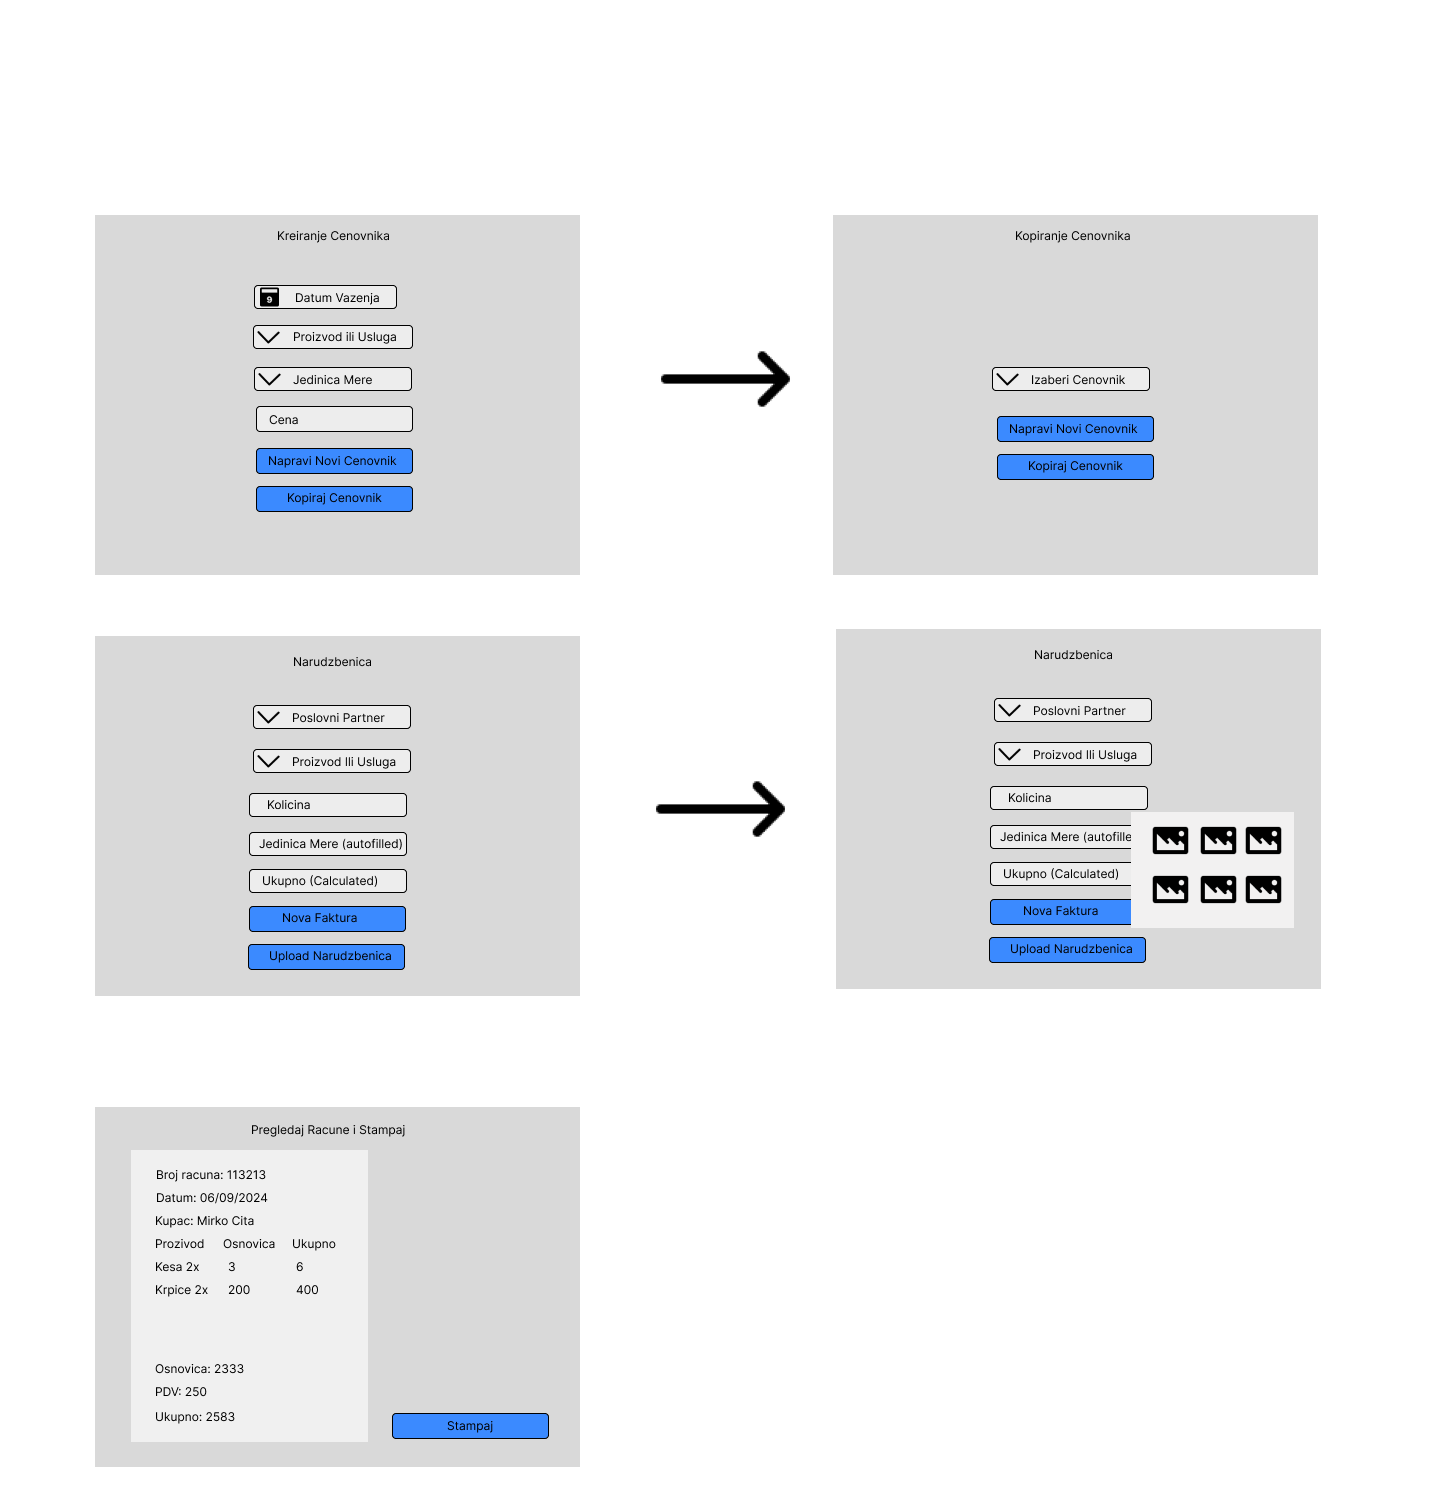 Kreiranje Cenovnika
9
Datum Vazenja
Proizvod ili Usluga
Jedinica Mere
Cena
Napravi Novi Cenovnik
Kopiraj Cenovnik
Kopiranje Cenovnika
Izaberi Cenovnik
Napravi Novi Cenovnik
Kopiraj Cenovnik
Narudzbenica
Poslovni Partner
Proizvod Ili Usluga
Kolicina
Jedinica Mere (autofilled)
Ukupno (Calculated)
Nova Faktura
Upload Narudzbenica
Narudzbenica
Poslovni Partner
Proizvod Ili Usluga
Kolicina
Jedinica Mere (autofille
Ukupno (Calculated)
Nova Faktura
Upload Narudzbenica
Pregledaj Racune i Stampaj
Broj racuna: 113213
Datum: 06/09/2024
Kupac: Mirko Cita
Prozivod Osnovica Ukupno
Kesa 2x 3 6
Krpice 2x 200 400
Osnovica: 2333
PDV: 250
Ukupno: 2583
Stampaj